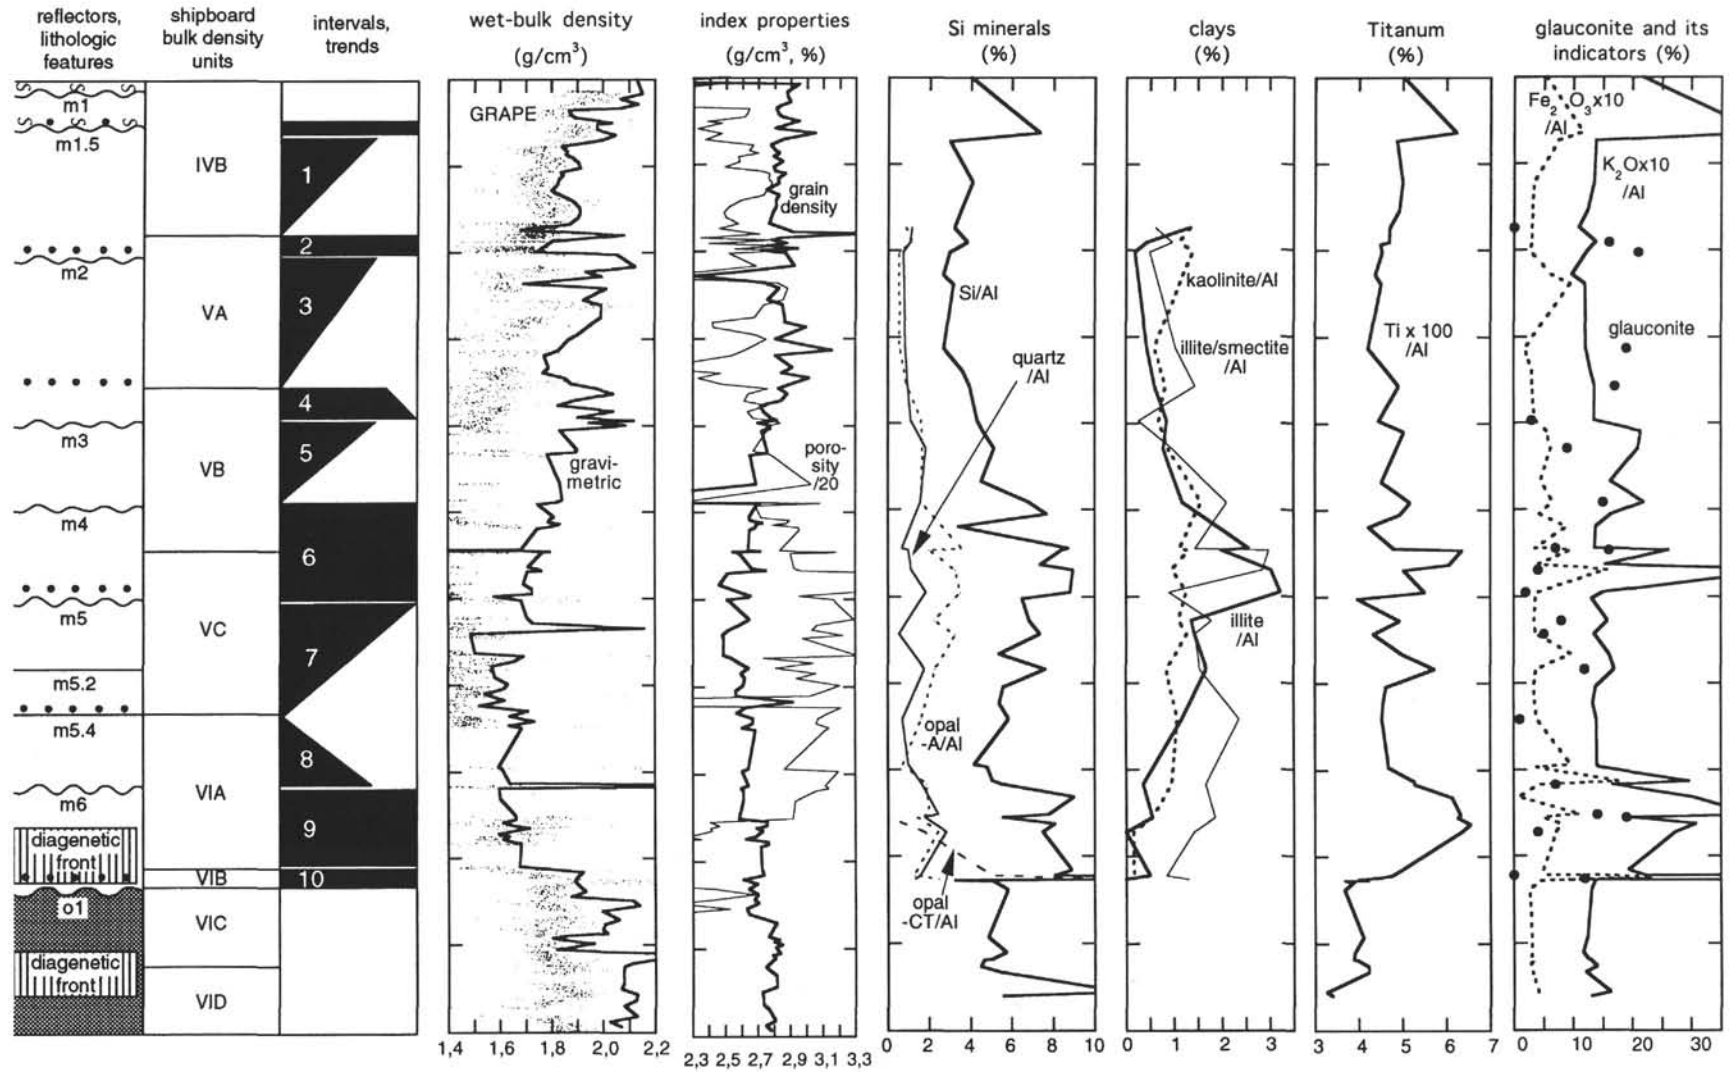 reflectors,
lithologic
features
shipboard
bulk density
units
intervals,
trends
wet-bulk density
(g/cm³)
index properties
(g/cm³, %)
Si minerals
(%)
clays
(%)
Titanum
(%)
glauconite and its
indicators (%)
S S
m1
S S
m1.5
m2
m3
m4
m5
m5.2
m5.4
m6
diagenetic
front
o1
diagenetic
front
IVB
VA
VB
VC
VIA
VIB
VIC
VID
1
2
3
4
5
6
7
8
9
10
GRAPE
gravi-
metric
1,4 1,6 1,8 2,0 2,2
grain
density
poro-
sity
/20
2,3 2,5 2,7 2,9 3,1 3,3
Si/Al
quartz
/Al
opal
-A/Al
opal
-CT/Al
0 2 4 6 8 10
kaolinite/Al
illite/smectite
/Al
illite
/Al
0 1 2 3
Ti x 100
/Al
3 4 5 6 7
Fe₂O₃x10
/Al
K₂Ox10
/Al
glauconite
0 10 20 30